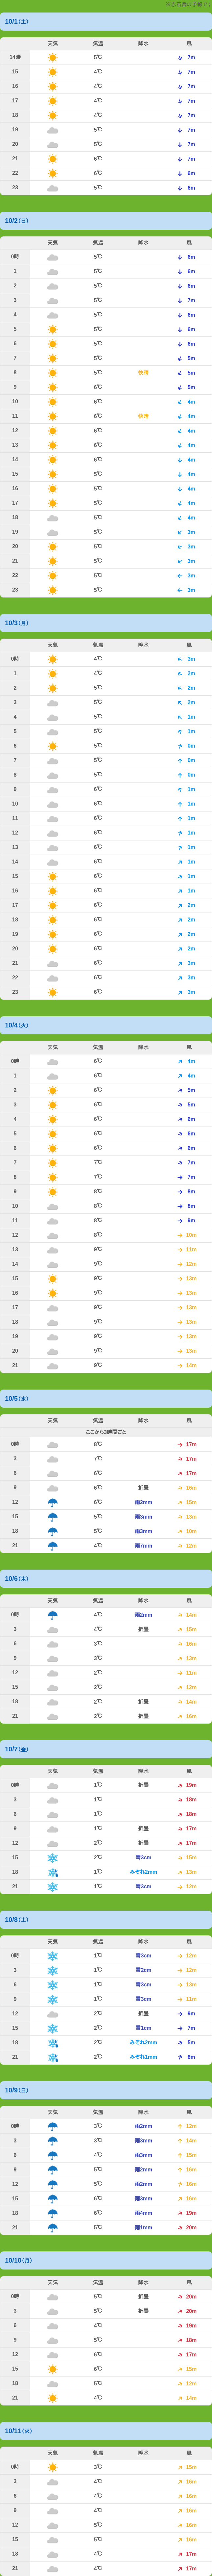 10/1(土)
天気 気温 降水 風
14時 5℃ 7m
15 4℃ 7m
16 4℃ 7m
17 4℃ 7m
18 4℃ 7m
19 5℃ 7m
20 5℃ 7m
21 6℃ 7m
22 6℃ 6m
23 5℃ 6m
10/2(日)
天気 気温 降水 風
0時 5℃ 6m
1 5℃ 6m
2 5℃ 6m
3 5℃ 7m
4 5℃ 6m
5 5℃ 6m
6 5℃ 6m
7 5℃ 5m
8 5℃ 快晴 5m
9 6℃ 5m
10 6℃ 4m
11 6℃ 快晴 4m
12 6℃ 4m
13 6℃ 4m
14 6℃ 4m
15 5℃ 4m
16 5℃ 4m
17 5℃ 4m
18 5℃ 4m
19 5℃ 3m
20 5℃ 3m
21 5℃ 3m
22 5℃ 3m
23 5℃ 3m
10/3(月)
天気 気温 降水 風
0時 4℃ 3m
1 4℃ 2m
2 5℃ 2m
3 5℃ 2m
4 5℃ 1m
5 5℃ 1m
6 5℃ 0m
7 5℃ 0m
8 5℃ 0m
9 6℃ 1m
10 6℃ 1m
11 6℃ 1m
12 6℃ 1m
13 6℃ 1m
14 6℃ 1m
15 6℃ 1m
16 6℃ 1m
17 6℃ 2m
18 6℃ 2m
19 6℃ 2m
20 6℃ 2m
21 6℃ 3m
22 6℃ 3m
23 6℃ 3m
10/4(火)
天気 気温 降水 風
0時 6℃ 4m
1 6℃ 4m
2 6℃ 5m
3 6℃ 5m
4 6℃ 6m
5 6℃ 6m
6 6℃ 6m
7 7℃ 7m
8 7℃ 7m
9 8℃ 8m
10 8℃ 8m
11 8℃ 9m
12 8℃ 10m
13 9℃ 11m
14 9℃ 12m
15 9℃ 13m
16 9℃ 13m
17 9℃ 13m
18 9℃ 13m
19 9℃ 13m
20 9℃ 13m
21 9℃ 14m
10/5(水)
天気 気温 降水 風
ここから3時間ごと
0時 8℃ 17m
3 7℃ 17m
6 6℃ 17m
9 6℃ 折畳 16m
12 6℃ 雨2mm 15m
15 5℃ 雨3mm 13m
18 5℃ 雨3mm 10m
21 4℃ 雨7mm 12m
10/6(木)
天気 気温 降水 風
0時 4℃ 雨2mm 14m
3 4℃ 折畳 15m
6 3℃ 16m
9 3℃ 13m
12 2℃ 11m
15 2℃ 12m
18 2℃ 折畳 14m
21 2℃ 折畳 16m
10/7(金)
天気 気温 降水 風
0時 1℃ 折畳 19m
3 1℃ 18m
6 1℃ 18m
9 1℃ 折畳 17m
12 2℃ 折畳 17m
15 2℃ 雪3cm 15m
18 1℃ みぞれ2mm 13m
21 1℃ 雪3cm 12m
10/8(土)
天気 気温 降水 風
0時 1℃ 雪3cm 12m
3 1℃ 雪2cm 12m
6 1℃ 雪3cm 13m
9 1℃ 雪3cm 11m
12 2℃ 折畳 9m
15 2℃ 雪1cm 7m
18 2℃ みぞれ2mm 5m
21 2℃ みぞれ1mm 8m
10/9(日)
天気 気温 降水 風
0時 3℃ 雨2mm 12m
3 3℃ 雨3mm 14m
6 4℃ 雨3mm 15m
9 5℃ 雨2mm 16m
12 5℃ 雨2mm 16m
15 6℃ 雨3mm 16m
18 6℃ 雨4mm 19m
21 5℃ 雨1mm 20m
10/10(月)
天気 気温 降水 風
0時 5℃ 折畳 20m
3 5℃ 折畳 20m
6 4℃ 19m
9 5℃ 18m
12 6℃ 17m
15 6℃ 15m
18 5℃ 12m
21 4℃ 14m
10/11(火)
天気 気温 降水 風
0時 3℃ 15m
3 4℃ 16m
6 4℃ 16m
9 4℃ 16m
12 5℃ 16m
15 5℃ 16m
18 4℃ 17m
21 4℃ 17m